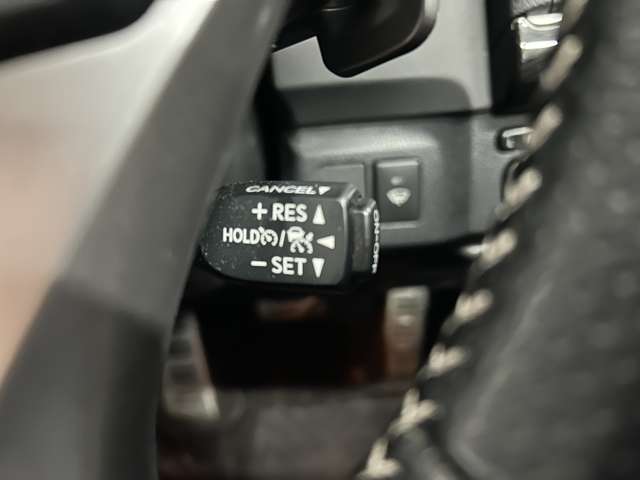 CANCEL▼
+ RES ▲
HOLD / ◀
− SET ▼
ON-OFF